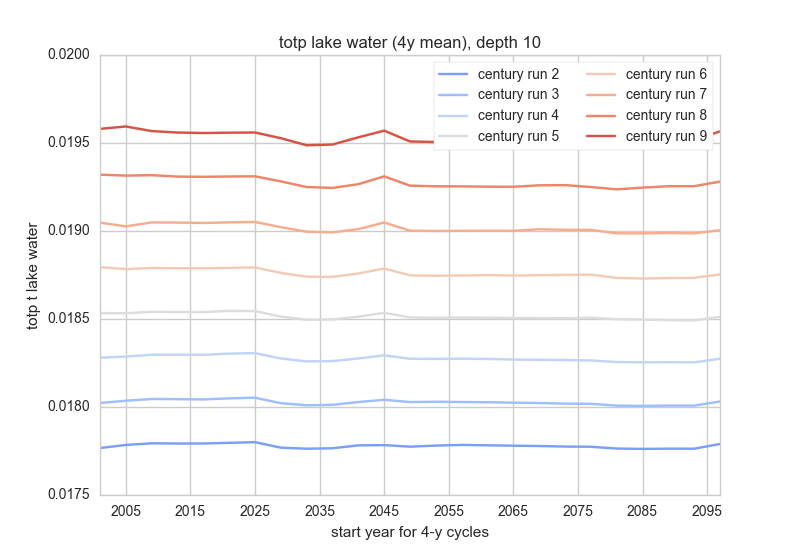 totp lake water (4y mean), depth 10
0.0200
0.0195
0.0190
0.0185
0.0180
0.0175
totp t lake water
century run 2
century run 3
century run 4
century run 5
century run 6
century run 7
century run 8
century run 9
2005 2015 2025 2035 2045 2055 2065 2075 2085 2095
start year for 4-y cycles